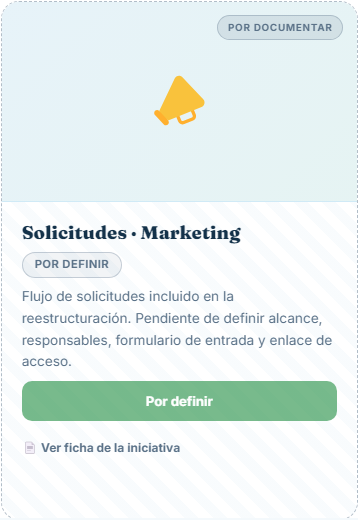 POR DOCUMENTAR
Solicitudes · Marketing
POR DEFINIR
Flujo de solicitudes incluido en la
reestructuración. Pendiente de definir alcance,
responsables, formulario de entrada y enlace de
acceso.
Por definir
Ver ficha de la iniciativa